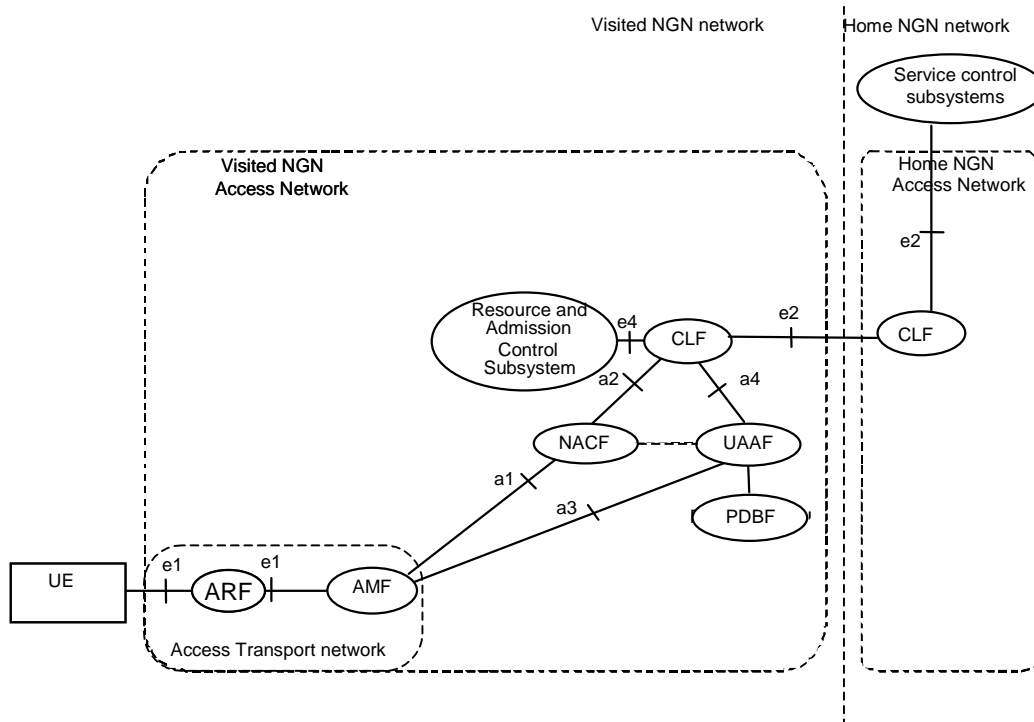 Visited NGN network
Home NGN network
Service control
subsystems
Visited NGN
Access Network
Home NGN
Access Network
e2
Resource and
Admission
Control
Subsystem
e4
CLF
e2
CLF
a2
a4
NACF
UAAF
a1
a3
PDBF
UE
e1
ARF
e1
AMF
Access Transport network